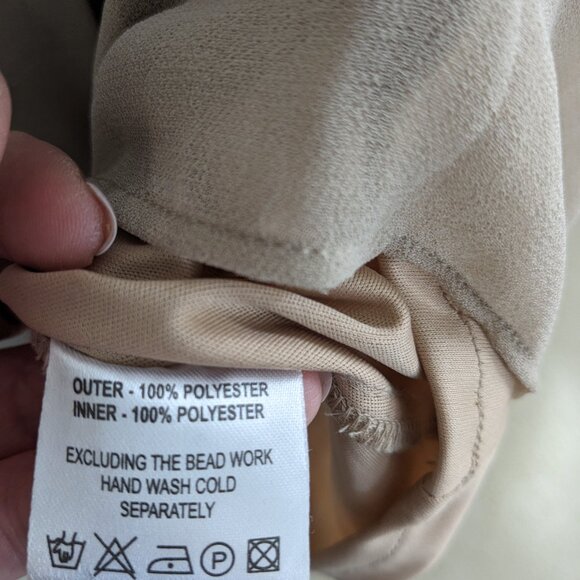 OUTER - 100% POLYESTER
INNER - 100% POLYESTER
EXCLUDING THE BEAD WORK
HAND WASH COLD
SEPARATELY
P